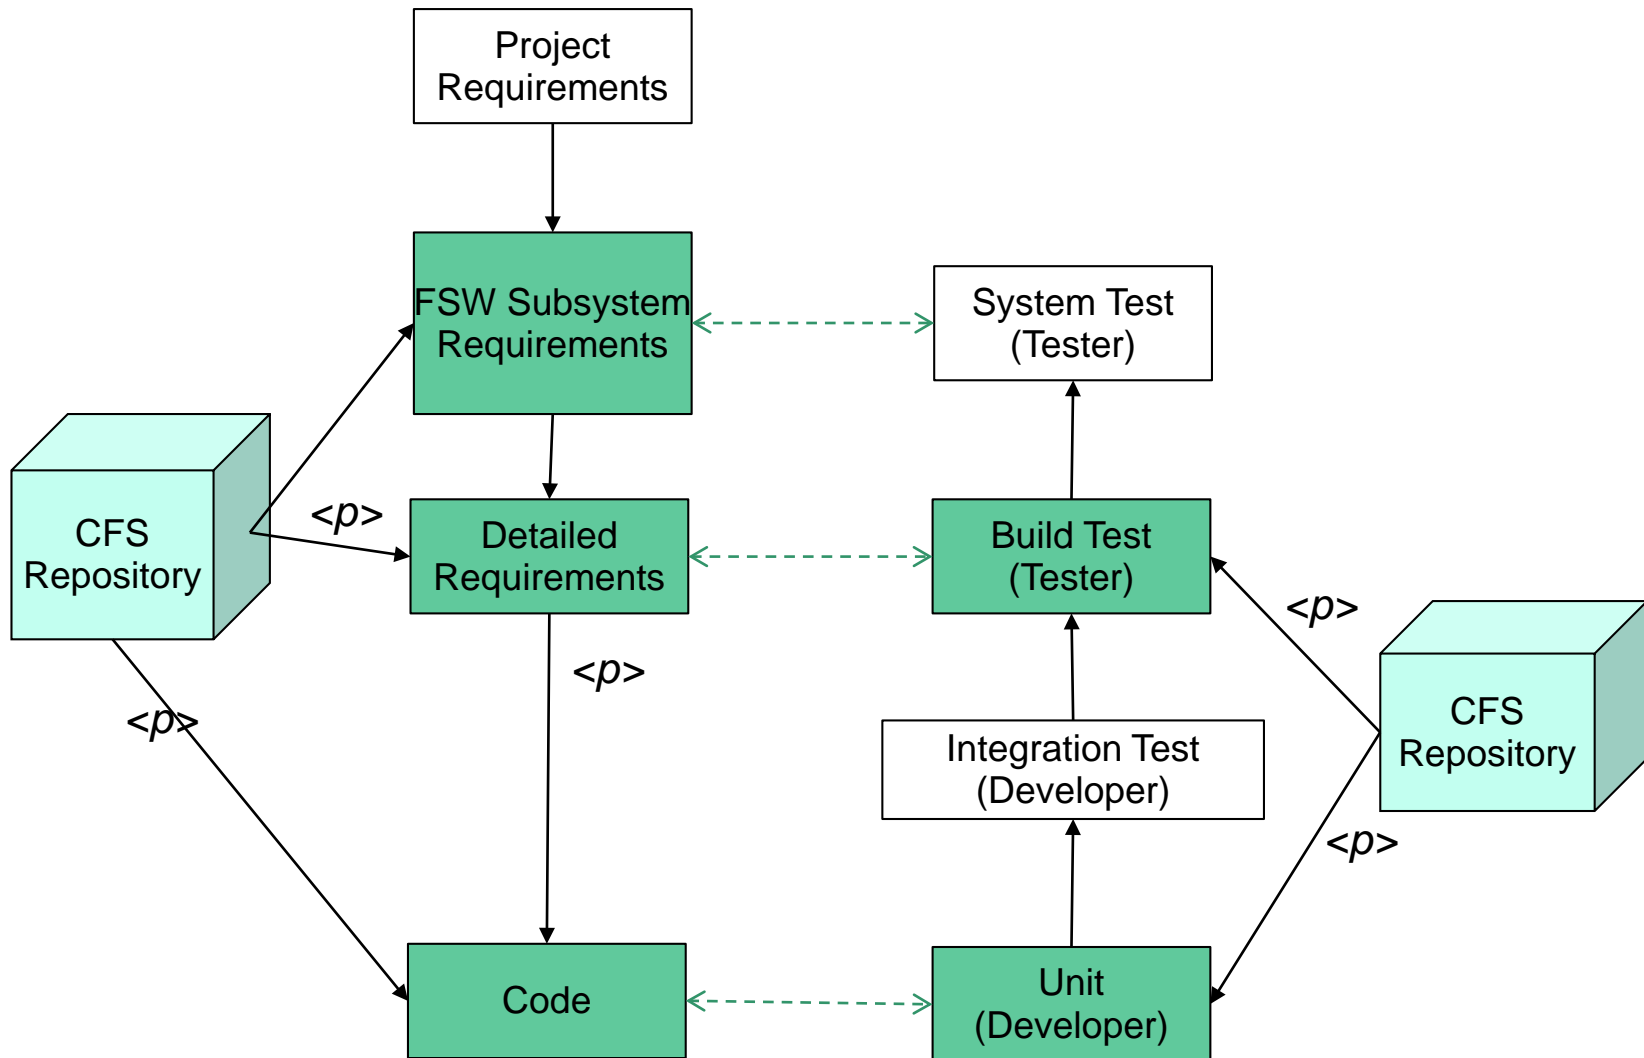 Project
Requirements
FSW Subsystem
Requirements
System Test
(Tester)
CFS
Repository
<p>
Detailed
Requirements
Build Test
(Tester)
<p>
<p>
<p>
CFS
Repository
Integration Test
(Developer)
<p>
Code
Unit
(Developer)